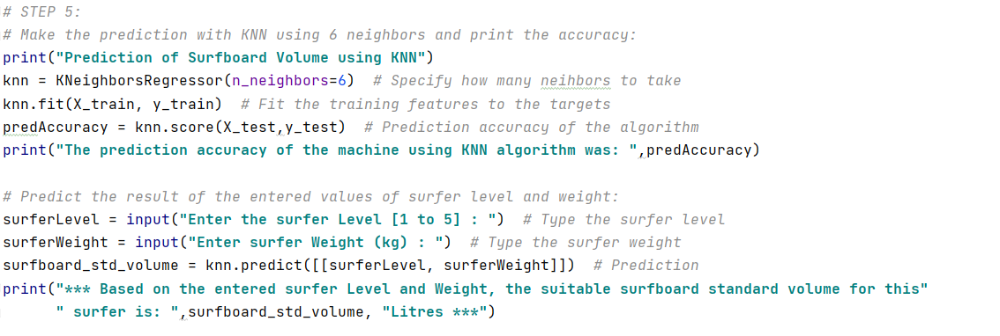 # STEP 5:
# Make the prediction with KNN using 6 neighbors and print the accuracy:
print("Prediction of Surfboard Volume using KNN")
knn = KNeighborsRegressor(n_neighbors=6)  # Specify how many neihbors to take
knn.fit(X_train, y_train)  # Fit the training features to the targets
predAccuracy = knn.score(X_test,y_test)  # Prediction accuracy of the algorithm
print("The prediction accuracy of the machine using KNN algorithm was: ",predAccuracy)
# Predict the result of the entered values of surfer level and weight:
surferLevel = input("Enter the surfer Level [1 to 5] : ")  # Type the surfer level
surferWeight = input("Enter surfer Weight (kg) : ")  # Type the surfer weight
surfboard_std_volume = knn.predict([[surferLevel, surferWeight]])  # Prediction
print("*** Based on the entered surfer Level and Weight, the suitable surfboard standard volume for this"
      " surfer is: ",surfboard_std_volume, "Litres ***")